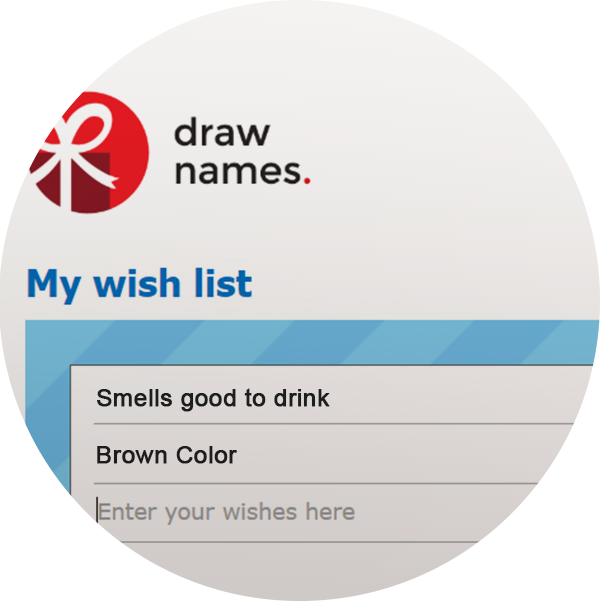 draw
names.
My wish list
Smells good to drink
Brown Color
Enter your wishes here